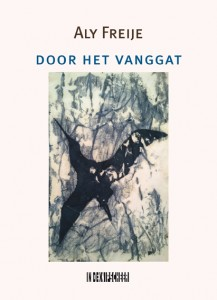 Aly Freije
DOOR HET VANGGAT